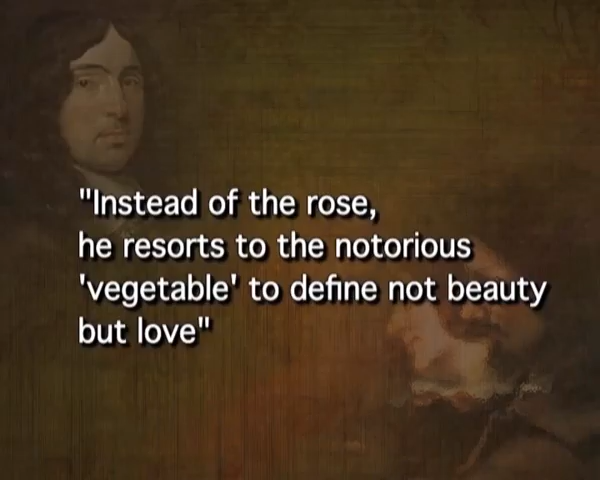 "Instead of the rose,
he resorts to the notorious
'vegetable' to define not beauty
but love"